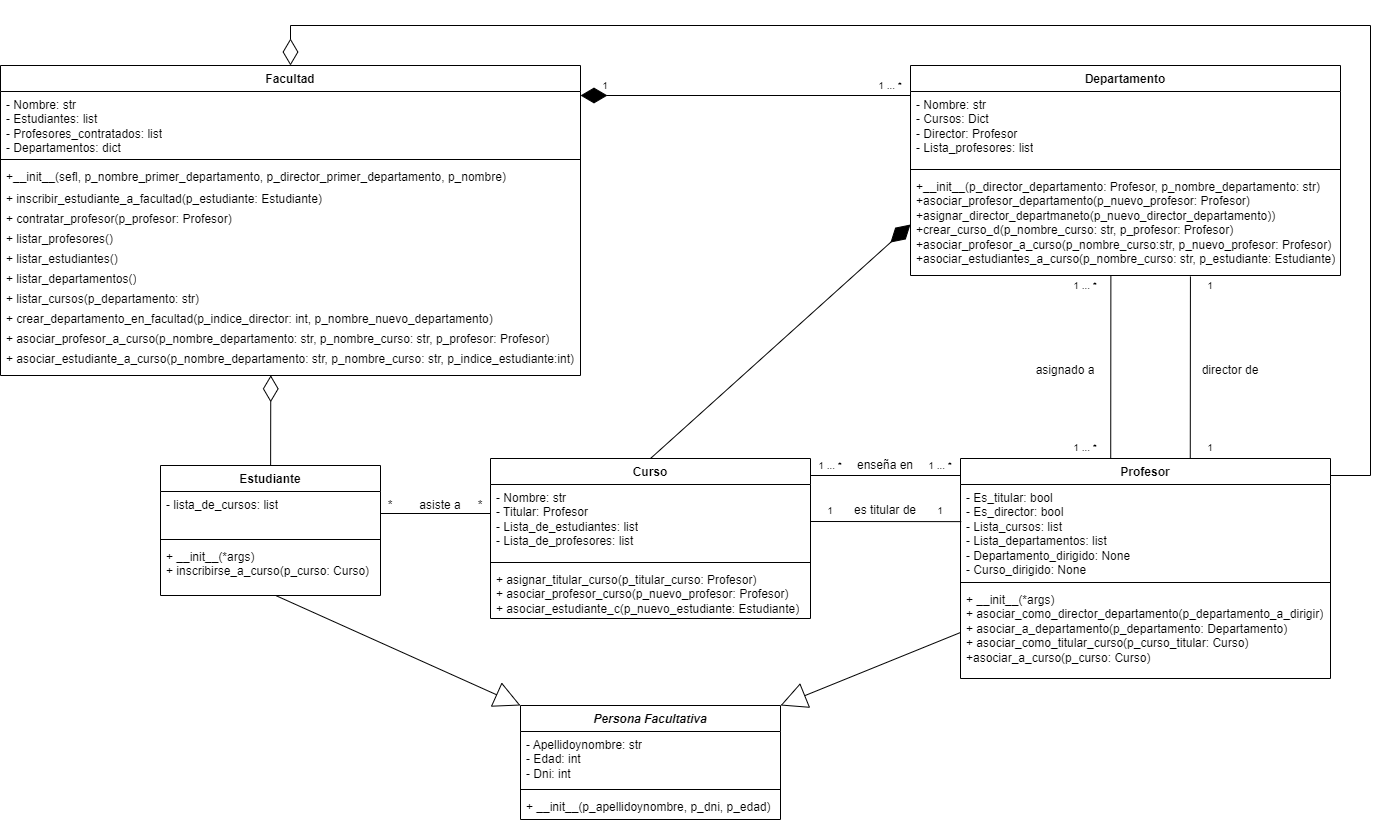 Facultad
- Nombre: str
- Estudiantes: list
- Profesores_contratados: list
- Departamentos: dict
+__init__(sefl, p_nombre_primer_departamento, p_director_primer_departamento, p_nombre)
+ inscribir_estudiante_a_facultad(p_estudiante: Estudiante)
+ contratar_profesor(p_profesor: Profesor)
+ listar_profesores()
+ listar_estudiantes()
+ listar_departamentos()
+ listar_cursos(p_departamento: str)
+ crear_departamento_en_facultad(p_indice_director: int, p_nombre_nuevo_departamento)
+ asociar_profesor_a_curso(p_nombre_departamento: str, p_nombre_curso: str, p_profesor: Profesor)
+ asociar_estudiante_a_curso(p_nombre_departamento: str, p_nombre_curso: str, p_indice_estudiante:int)
1
1 ... *
Departamento
- Nombre: str
- Cursos: Dict
- Director: Profesor
- Lista_profesores: list
+__init__(p_director_departamento: Profesor, p_nombre_departamento: str)
+asociar_profesor_departamento(p_nuevo_profesor: Profesor)
+asignar_director_departmaneto(p_nuevo_director_departamento))
+crear_curso_d(p_nombre_curso: str, p_profesor: Profesor)
+asociar_profesor_a_curso(p_nombre_curso:str, p_nuevo_profesor: Profesor)
+asociar_estudiantes_a_curso(p_nombre_curso: str, p_estudiante: Estudiante)
1 ... *
1
asignado a
director de
1 ... *
1
Estudiante
- lista_de_cursos: list
+ __init__(*args)
+ inscribirse_a_curso(p_curso: Curso)
*
asiste a
*
Curso
- Nombre: str
- Titular: Profesor
- Lista_de_estudiantes: list
- Lista_de_profesores: list
+ asignar_titular_curso(p_titular_curso: Profesor)
+ asociar_profesor_curso(p_nuevo_profesor: Profesor)
+ asociar_estudiante_c(p_nuevo_estudiante: Estudiante)
1 ... *
enseña en
1 ... *
1
es titular de
1
Profesor
- Es_titular: bool
- Es_director: bool
- Lista_cursos: list
- Lista_departamentos: list
- Departamento_dirigido: None
- Curso_dirigido: None
+ __init__(*args)
+ asociar_como_director_departamento(p_departamento_a_dirigir)
+ asociar_a_departamento(p_departamento: Departamento)
+ asociar_como_titular_curso(p_curso_titular: Curso)
+asociar_a_curso(p_curso: Curso)
Persona Facultativa
- Apellidoynombre: str
- Edad: int
- Dni: int
+ __init__(p_apellidoynombre, p_dni, p_edad)